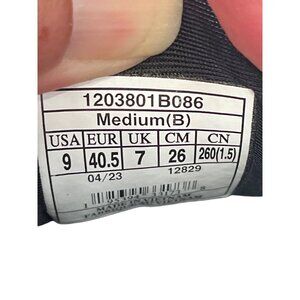 1203801B086
Medium(B)
USA EUR UK CM CN
9 40.5 7 26 260(1.5)
04/23 12829